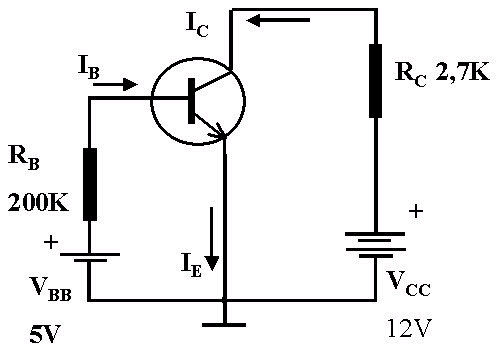 I_C
I_B
R_C 2,7K
R_B
200K
+
+
I_E
V_BB
V_CC
5V
12V